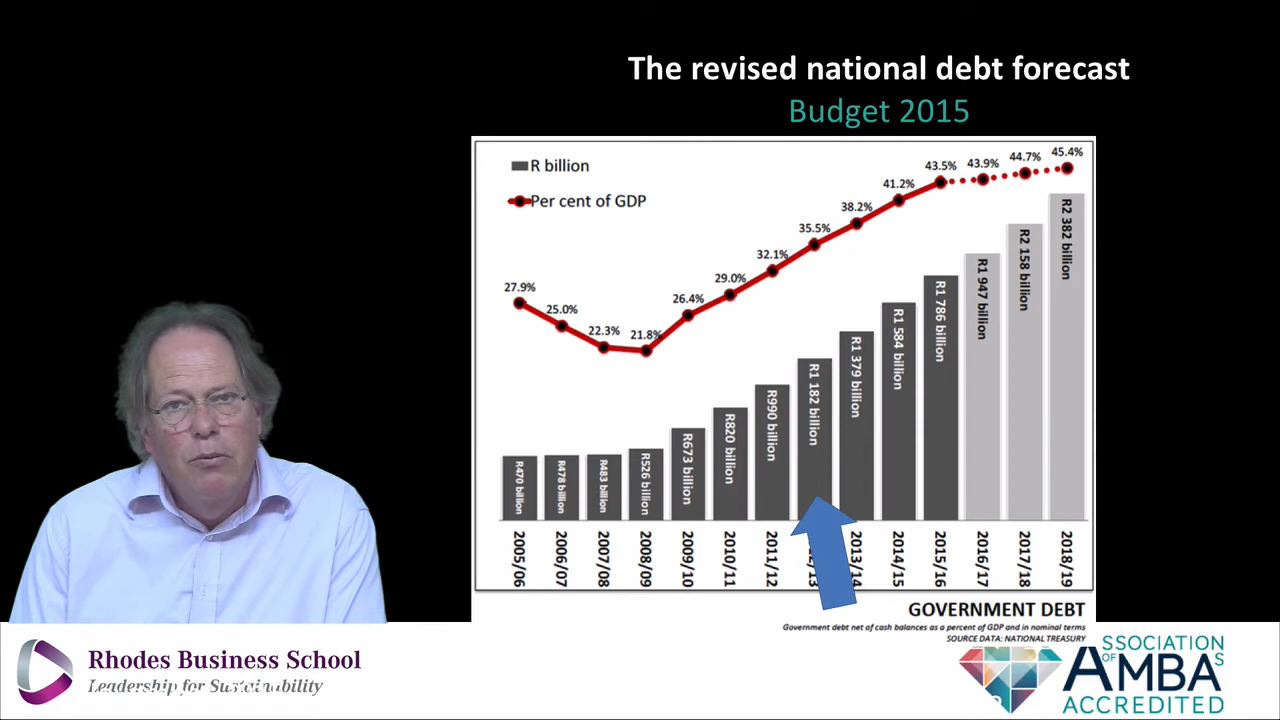 The revised national debt forecast
Budget 2015
R billion
Per cent of GDP
27.9%
25.0%
22.3%
21.8%
26.4%
29.0%
32.1%
35.5%
38.2%
41.2%
43.5%
43.9%
44.7%
45.4%
R470 billion
R478 billion
R483 billion
R526 billion
R673 billion
R820 billion
R990 billion
R1 182 billion
R1 379 billion
R1 584 billion
R1 786 billion
R1 947 billion
R2 158 billion
R2 382 billion
2005/06
2006/07
2007/08
2008/09
2009/10
2010/11
2011/12
2013/14
2014/15
2015/16
2016/17
2017/18
2018/19
GOVERNMENT DEBT
Government debt net of cash balances as a percent of GDP and in nominal terms
SOURCE DATA: NATIONAL TREASURY
Rhodes Business School
Leadership for Sustainability
SSOCIATION
OF
AMBAS
ACCREDITED